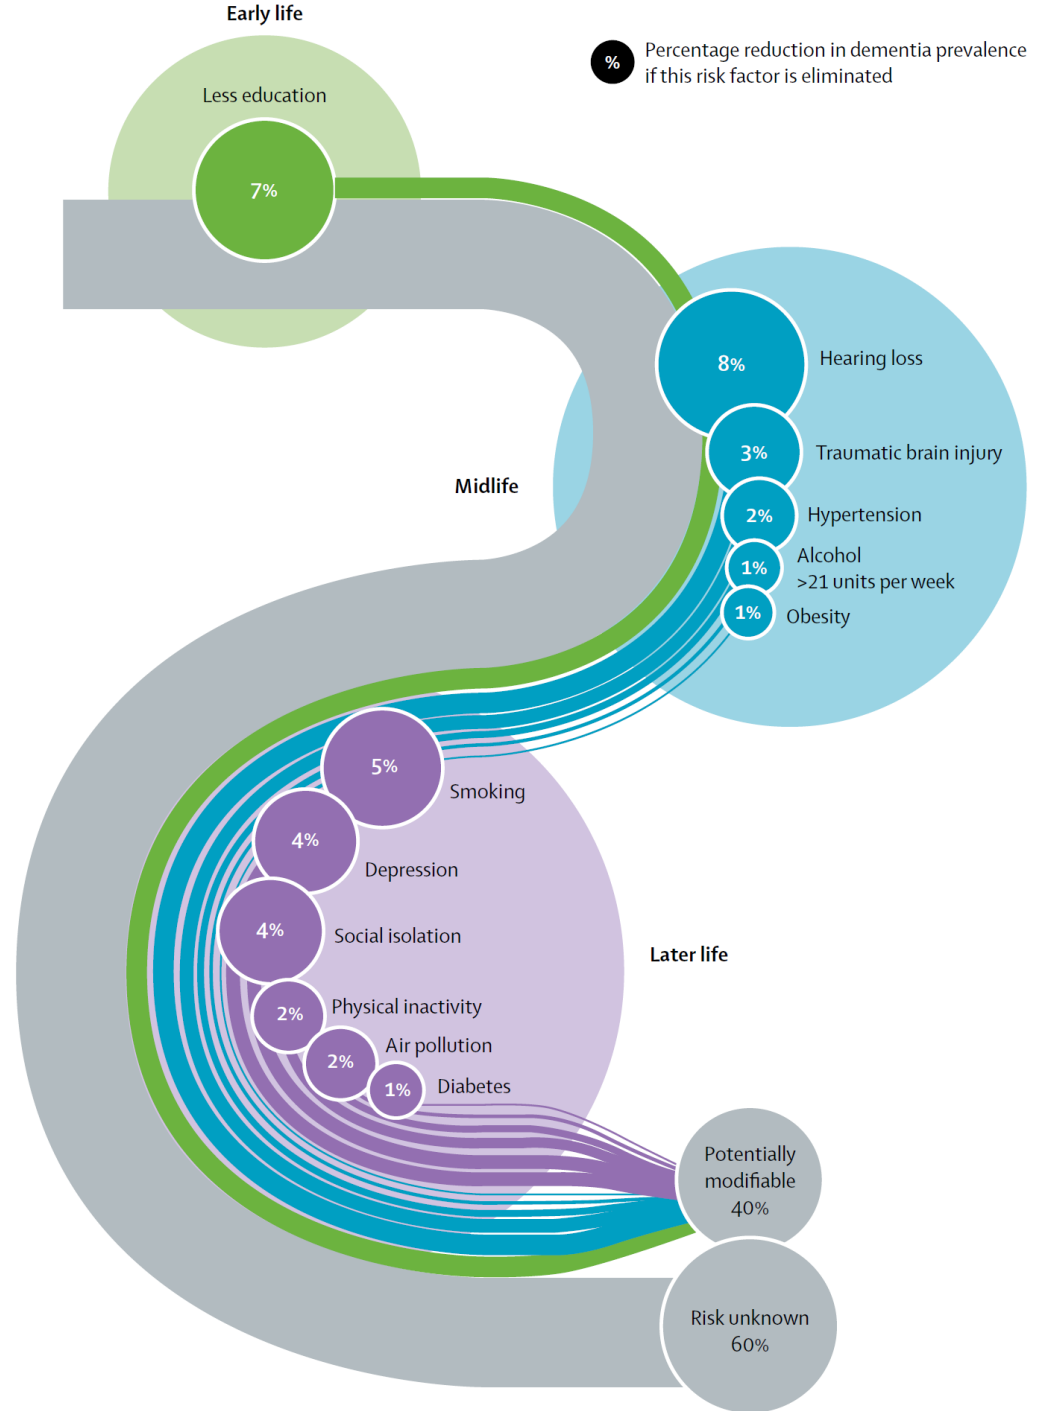 Early life
%
Percentage reduction in dementia prevalence
if this risk factor is eliminated
Less education
7%
8%
Hearing loss
3%
Traumatic brain injury
Midlife
2%
Hypertension
1%
Alcohol
>21 units per week
1%
Obesity
5%
Smoking
4%
Depression
4%
Social isolation
Later life
2%
Physical inactivity
2%
Air pollution
1%
Diabetes
Potentially
modifiable
40%
Risk unknown
60%